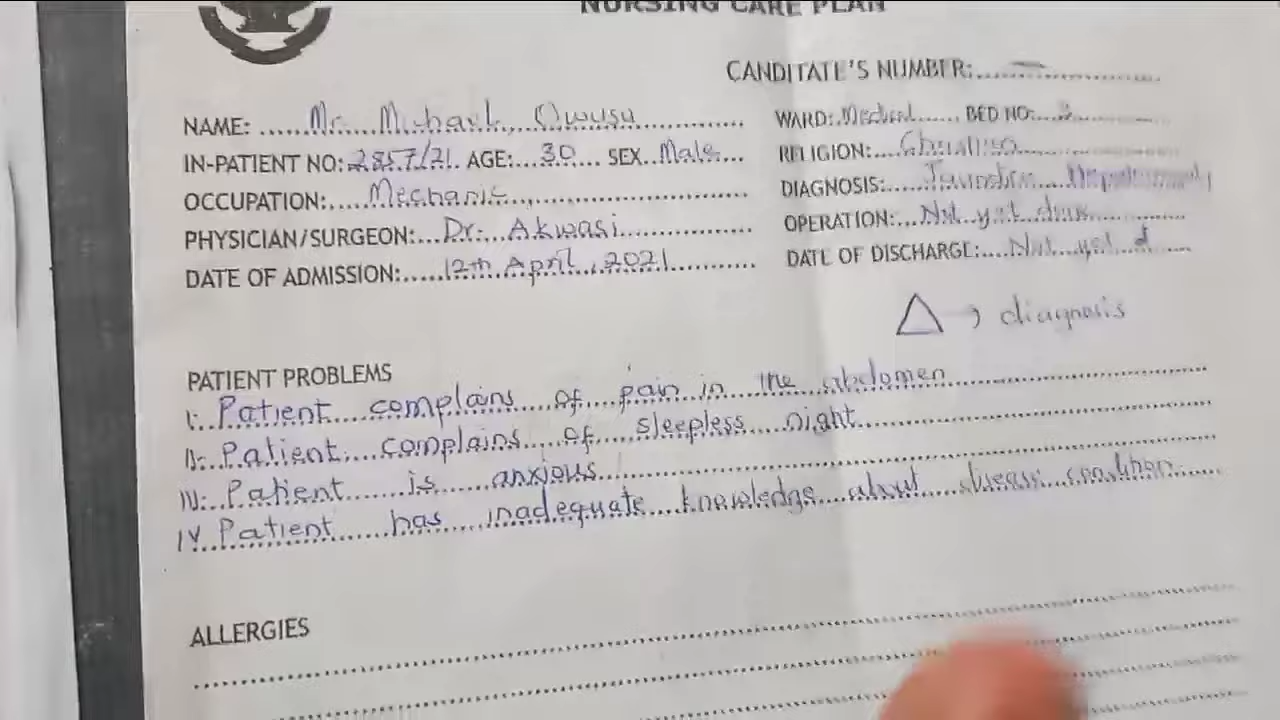 NURSING CARE PLAN
CANDITATE'S NUMBER:
NAME: Mr. Michael Owusu
WARD: Medical BED NO: 2
IN-PATIENT NO: 2857/21 AGE: 30 SEX Male
RELIGION: Christian
OCCUPATION: Mechanic
DIAGNOSIS:
PHYSICIAN/SURGEON: Dr. Akwasi
OPERATION: Not yet done
DATE OF ADMISSION: 12th April, 2021
DATE OF DISCHARGE: Not yet d
△ → diagnosis
PATIENT PROBLEMS
I. Patient complains of pain in the abdomen
II. Patient complains of sleepless night
III. Patient is anxious
IV Patient has inadequate knowledge about disease condition
ALLERGIES